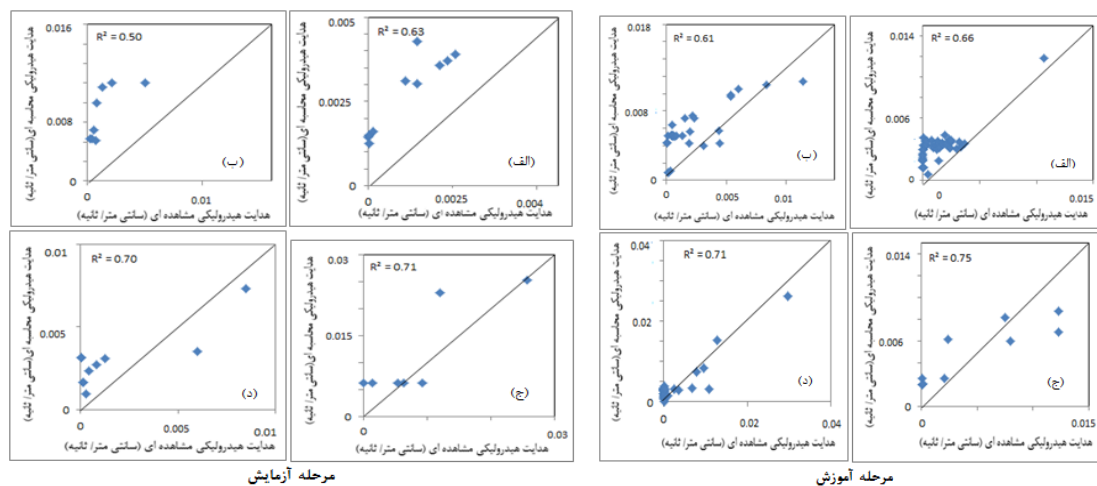 R² = 0.66
0.014
0.006
0
0.015
(الف)
هدایت هیدرولیکی محاسبه ای(سانتی متر/ ثانیه)
هدایت هیدرولیکی مشاهده ای (سانتی متر/ ثانیه)
R² = 0.61
0.016
0.008
0
0.005
0.01
(ب)
هدایت هیدرولیکی محاسبه ای(سانتی متر/ ثانیه)
هدایت هیدرولیکی مشاهده ای (سانتی متر/ ثانیه)
R² = 0.75
0.014
0.006
0
0.015
(ج)
هدایت هیدرولیکی محاسبه ای(سانتی متر/ ثانیه)
هدایت هیدرولیکی مشاهده ای (سانتی متر/ ثانیه)
R² = 0.71
0.04
0.02
0
0
0.02
0.04
(د)
هدایت هیدرولیکی محاسبه ای(سانتی متر/ ثانیه)
هدایت هیدرولیکی مشاهده ای (سانتی متر/ ثانیه)
مرحله آموزش
R² = 0.63
0.005
0.0025
0
0.0025
0.004
(الف)
هدایت هیدرولیکی محاسبه ای(سانتی متر/ ثانیه)
هدایت هیدرولیکی مشاهده ای (سانتی متر/ ثانیه)
R² = 0.50
0.016
0.008
0
0.01
(ب)
هدایت هیدرولیکی محاسبه ای(سانتی متر/ ثانیه)
هدایت هیدرولیکی مشاهده ای (سانتی متر/ ثانیه)
R² = 0.71
0.03
0.015
0
0.03
(ج)
هدایت هیدرولیکی محاسبه ای(سانتی متر/ ثانیه)
هدایت هیدرولیکی مشاهده ای (سانتی متر/ ثانیه)
R² = 0.70
0.01
0.005
0
0.005
0.01
(د)
هدایت هیدرولیکی محاسبه ای(سانتی متر/ ثانیه)
هدایت هیدرولیکی مشاهده ای (سانتی متر/ ثانیه)
مرحله آزمایش